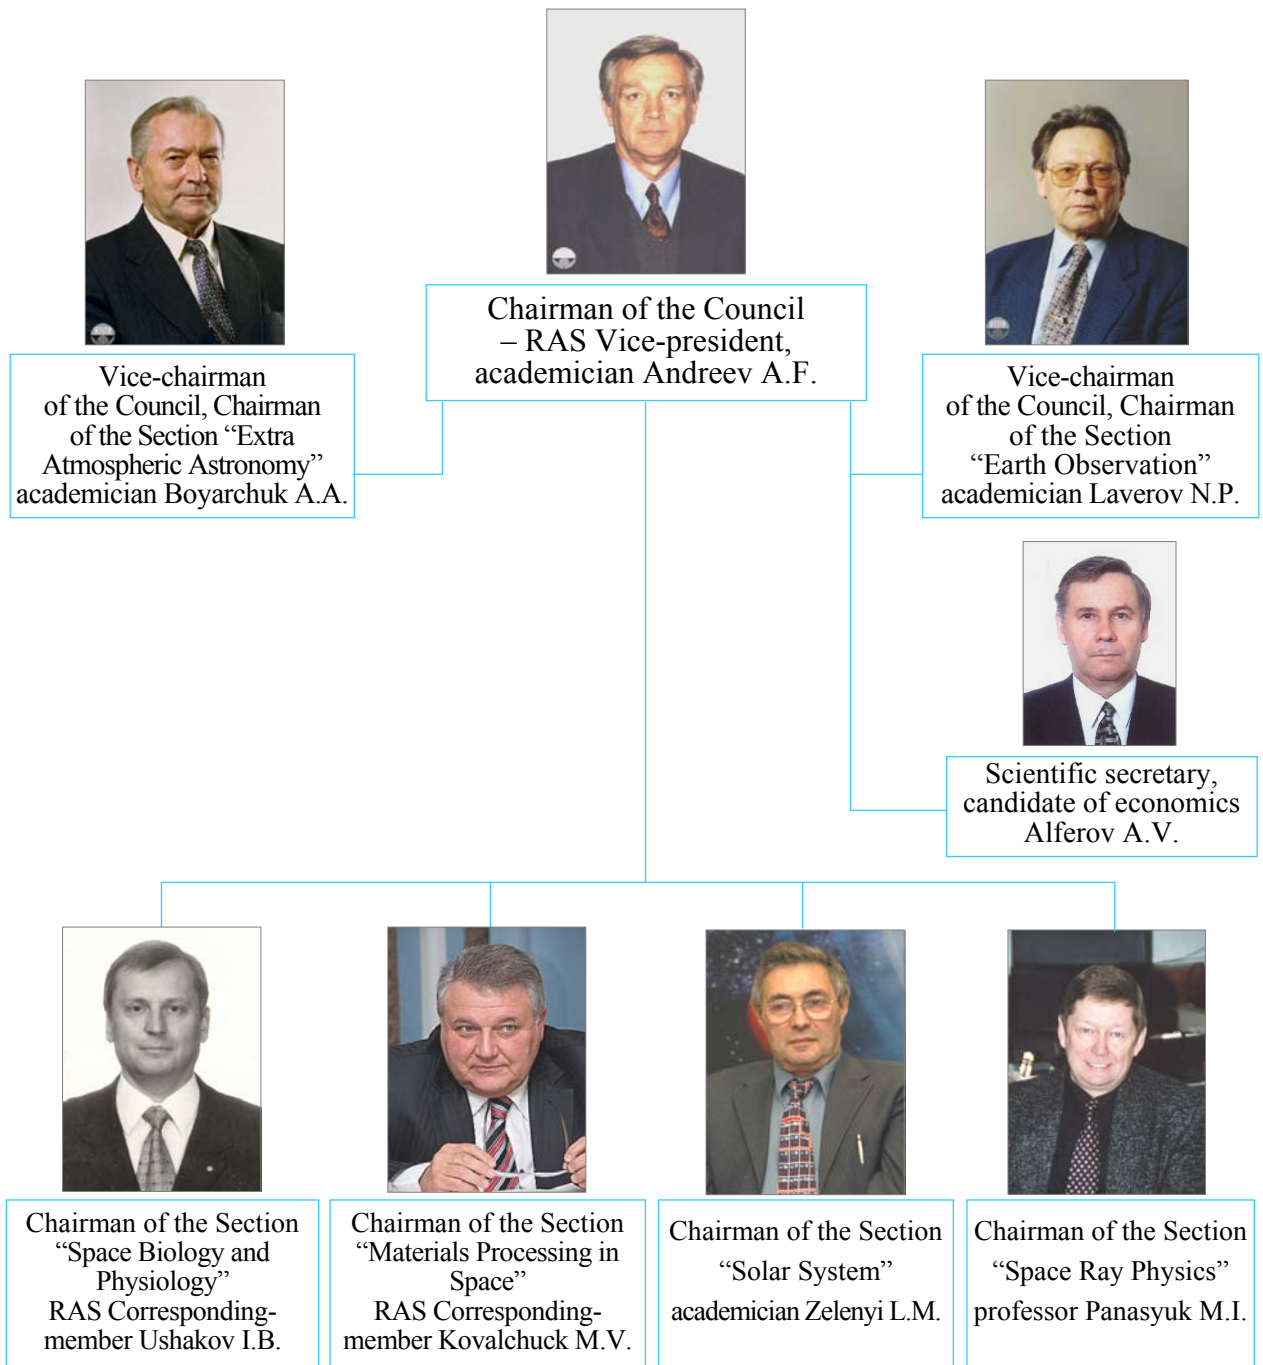 Chairman of the Council
– RAS Vice-president,
academician Andreev A.F.
Vice-chairman
of the Council, Chairman
of the Section “Extra
Atmospheric Astronomy”
academician Boyarchuk A.A.
Vice-chairman
of the Council, Chairman
of the Section
“Earth Observation”
academician Laverov N.P.
Scientific secretary,
candidate of economics
Alferov A.V.
Chairman of the Section
“Space Biology and
Physiology”
RAS Corresponding-
member Ushakov I.B.
Chairman of the Section
“Materials Processing in
Space”
RAS Corresponding-
member Kovalchuck M.V.
Chairman of the Section
“Solar System”
academician Zelenyi L.M.
Chairman of the Section
“Space Ray Physics”
professor Panasyuk M.I.